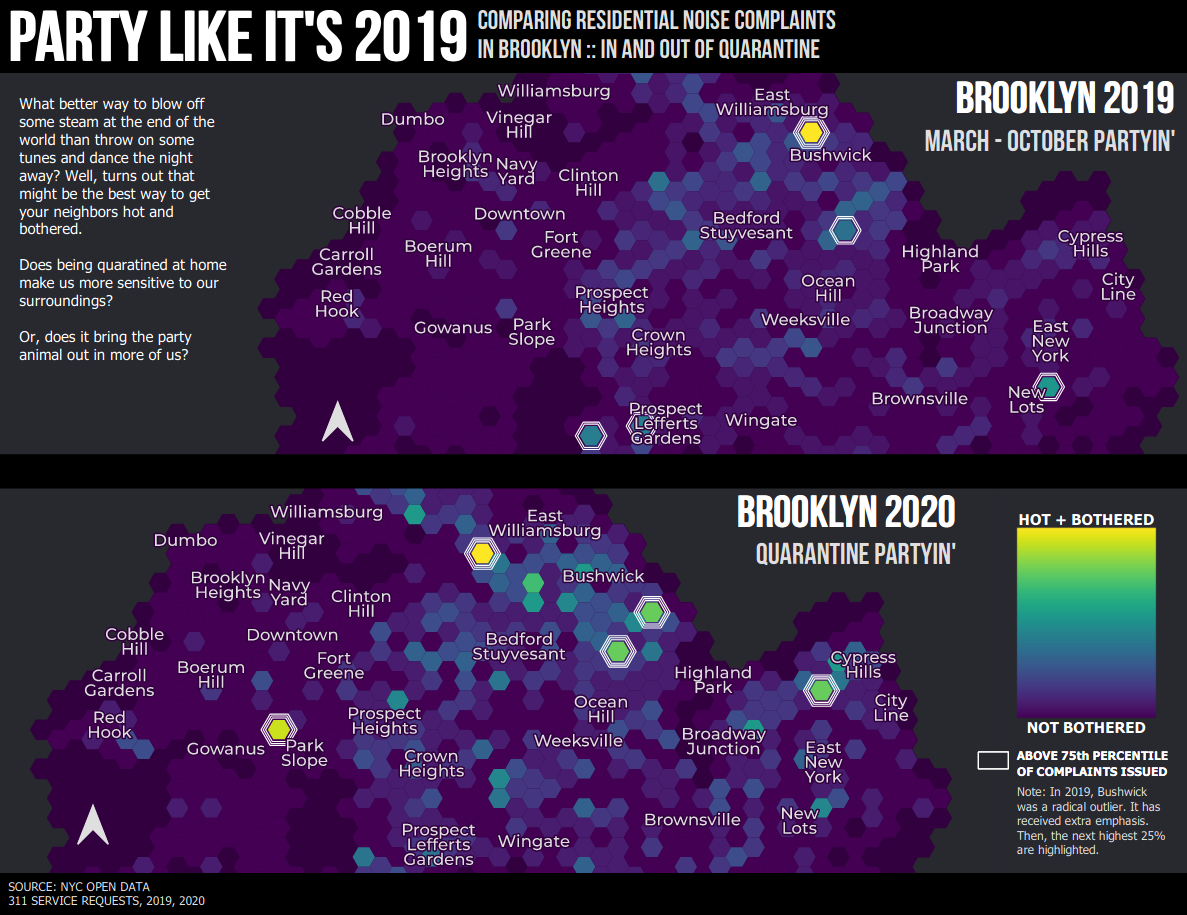 PARTY LIKE IT'S 2019
COMPARING RESIDENTIAL NOISE COMPLAINTS
IN BROOKLYN :: IN AND OUT OF QUARANTINE
What better way to blow off
some steam at the end of the
world than throw on some
tunes and dance the night
away? Well, turns out that
might be the best way to get
your neighbors hot and
bothered.
Does being quaratined at home
make us more sensitive to our
surroundings?
Or, does it bring the party
animal out in more of us?
BROOKLYN 2019
MARCH - OCTOBER PARTYIN'
Williamsburg
East
Williamsburg
Dumbo
Vinegar
Hill
Bushwick
Brooklyn
Heights
Navy
Yard
Clinton
Hill
Cobble
Hill
Downtown
Bedford
Stuyvesant
Carroll
Gardens
Boerum
Hill
Fort
Greene
Highland
Park
Cypress
Hills
Red
Hook
Prospect
Heights
Ocean
Hill
City
Line
Gowanus
Park
Slope
Crown
Heights
Weeksville
Broadway
Junction
East
New
York
Prospect
Lefferts
Gardens
Wingate
Brownsville
New
Lots
BROOKLYN 2020
QUARANTINE PARTYIN'
Williamsburg
East
Williamsburg
Dumbo
Vinegar
Hill
Bushwick
Brooklyn
Heights
Navy
Yard
Clinton
Hill
Cobble
Hill
Downtown
Bedford
Stuyvesant
Carroll
Gardens
Boerum
Hill
Fort
Greene
Highland
Park
Cypress
Hills
Red
Hook
Prospect
Heights
Ocean
Hill
City
Line
Gowanus
Park
Slope
Crown
Heights
Weeksville
Broadway
Junction
East
New
York
Prospect
Lefferts
Gardens
Wingate
Brownsville
New
Lots
HOT + BOTHERED
NOT BOTHERED
ABOVE 75th PERCENTILE
OF COMPLAINTS ISSUED
Note: In 2019, Bushwick
was a radical outlier. It has
received extra emphasis.
Then, the next highest 25%
are highlighted.
SOURCE: NYC OPEN DATA
311 SERVICE REQUESTS, 2019, 2020